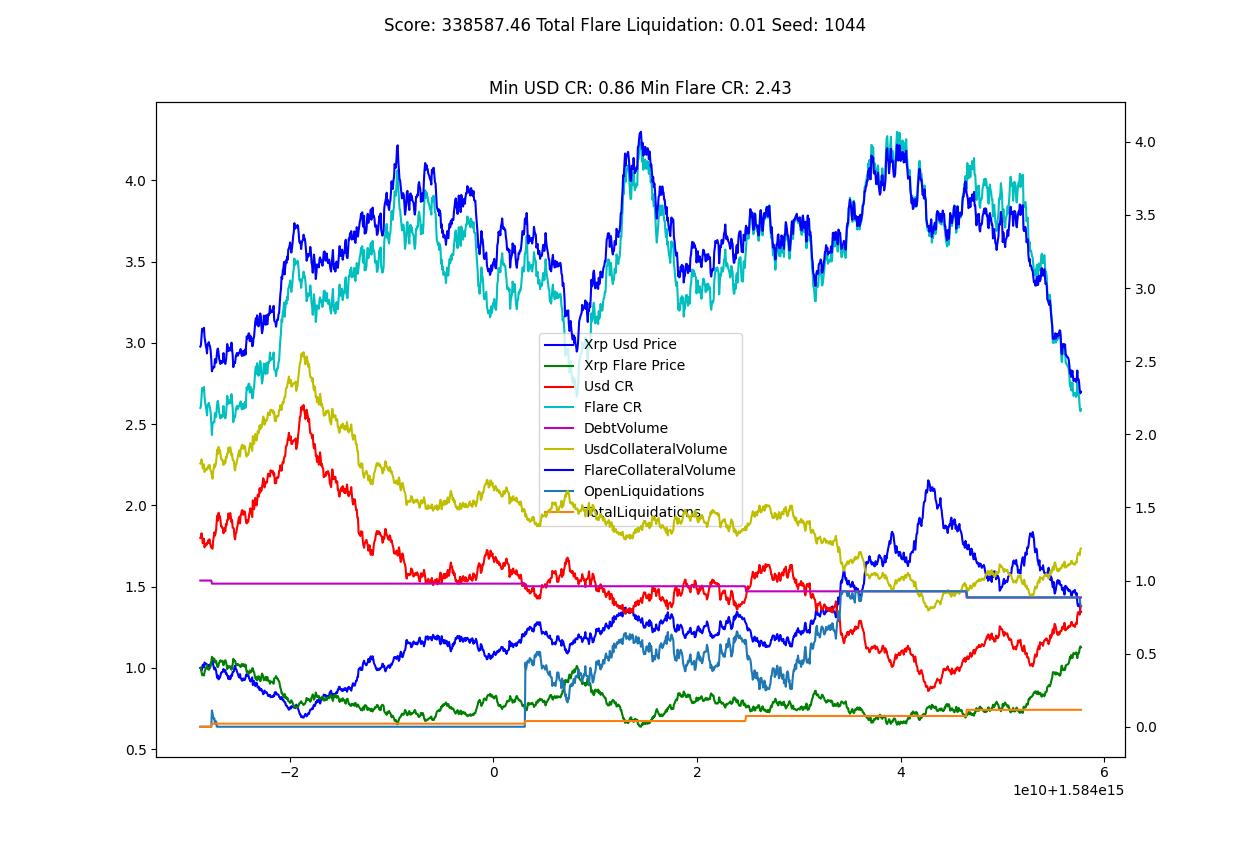 Score: 338587.46 Total Flare Liquidation: 0.01 Seed: 1044
Min USD CR: 0.86 Min Flare CR: 2.43
4.0
3.5
3.0
2.5
2.0
1.5
1.0
0.5
4.0
3.5
3.0
2.5
2.0
1.5
1.0
0.5
0.0
Xrp Usd Price
Xrp Flare Price
Usd CR
Flare CR
DebtVolume
UsdCollateralVolume
FlareCollateralVolume
OpenLiquidations
TotalLiquidations
−2 0 2 4 6
1e10+1.584e15